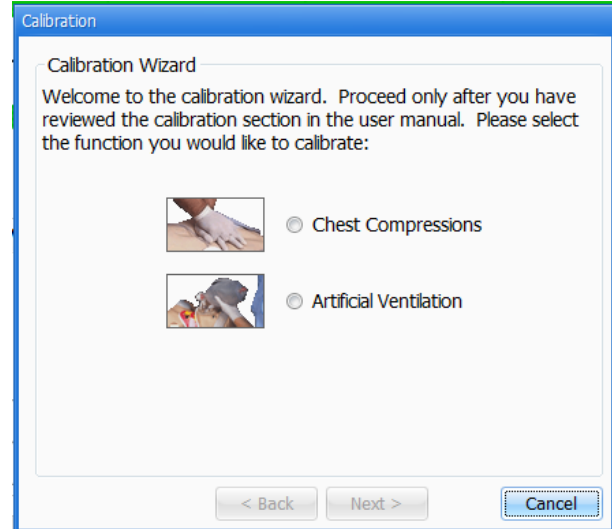 Calibration
Calibration Wizard
Welcome to the calibration wizard. Proceed only after you have
reviewed the calibration section in the user manual. Please select
the function you would like to calibrate:
Chest Compressions
Artificial Ventilation
< Back
Next >
Cancel